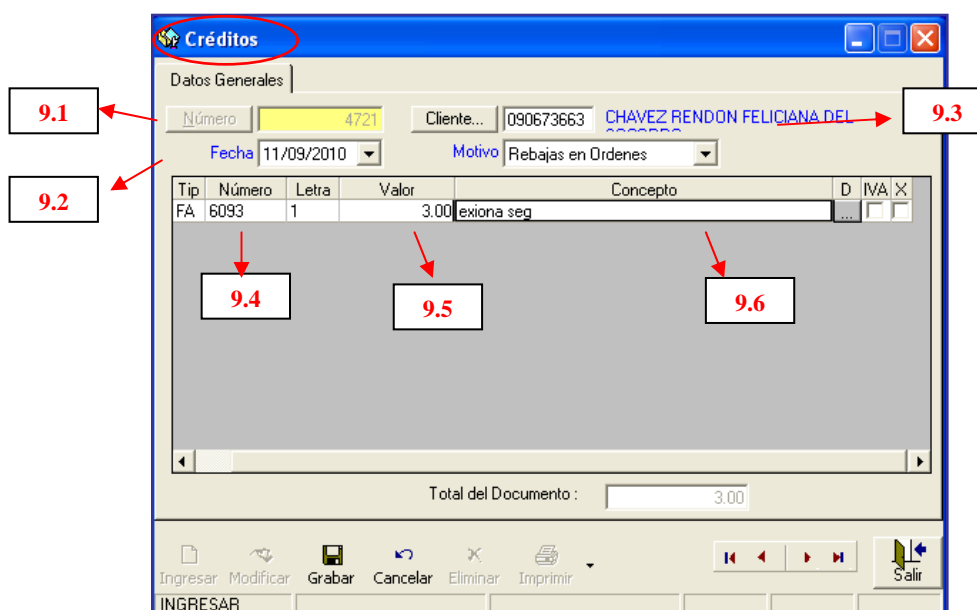 Créditos
Datos Generales
9.1
Número 4721 Cliente... 090673663 CHAVEZ RENDON FELICIANA DEL
9.3
Fecha 11/09/2010 Motivo Rebajas en Ordenes
9.2
Tip Número Letra Valor Concepto D IVA X
FA 6093 1 3.00 exiona seg ...
9.4 9.5 9.6
Total del Documento : 3.00
Ingresar Modificar Grabar Cancelar Eliminar Imprimir Salir
INGRESAR